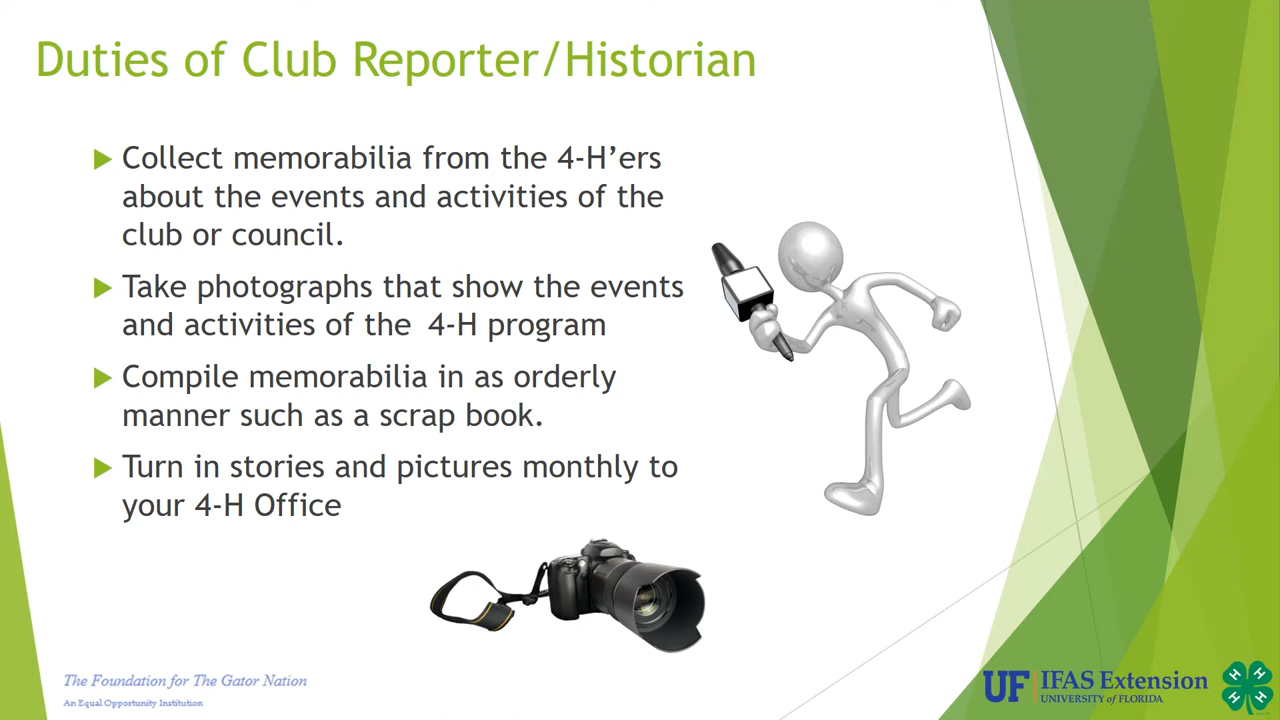 Duties of Club Reporter/Historian
Collect memorabilia from the 4-H’ers
about the events and activities of the
club or council.
Take photographs that show the events
and activities of the 4-H program
Compile memorabilia in as orderly
manner such as a scrap book.
Turn in stories and pictures monthly to
your 4-H Office
The Foundation for The Gator Nation
An Equal Opportunity Institution
UF IFAS Extension
UNIVERSITY of FLORIDA
H H
H H